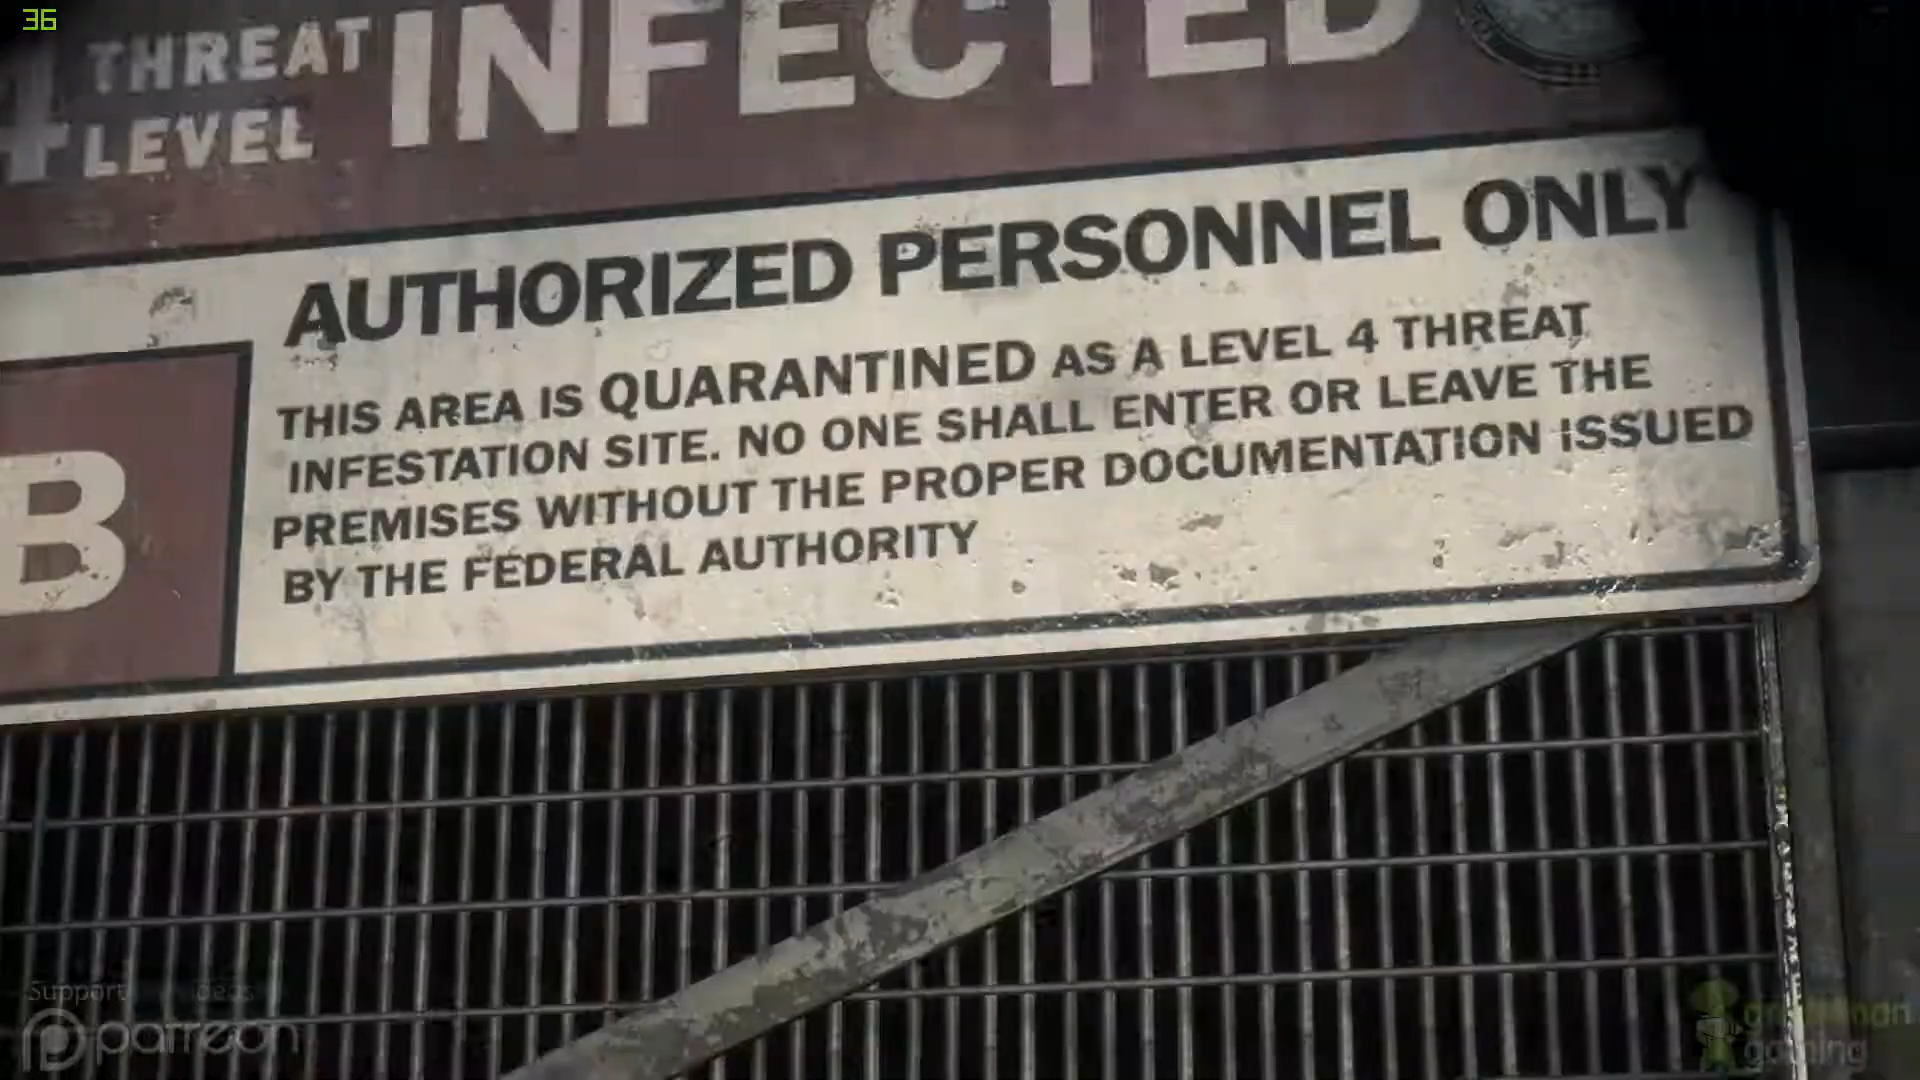 36
4 THREAT LEVEL INFECTED
AUTHORIZED PERSONNEL ONLY
THIS AREA IS QUARANTINED AS A LEVEL 4 THREAT
INFESTATION SITE. NO ONE SHALL ENTER OR LEAVE THE
PREMISES WITHOUT THE PROPER DOCUMENTATION ISSUED
BY THE FEDERAL AUTHORITY
B
Support
patreon
gaming